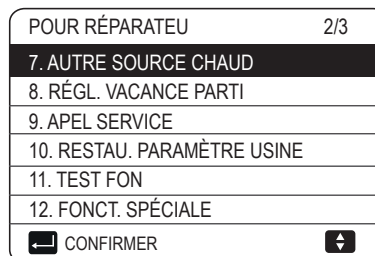 POUR RÉPARATEU 2/3
7. AUTRE SOURCE CHAUD
8. RÉGL. VACANCE PARTI
9. APEL SERVICE
10. RESTAU. PARAMÈTRE USINE
11. TEST FON
12. FONCT. SPÉCIALE
CONFIRMER